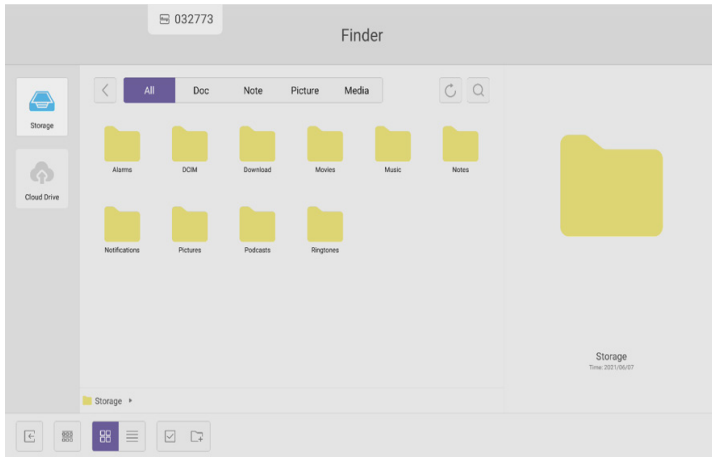 032773
Finder
All Doc Note Picture Media
Storage
Cloud Drive
Alarms DCIM Download Movies Music Notes
Notifications Pictures Podcasts Ringtones
Storage
Time: 2021/06/07
Storage